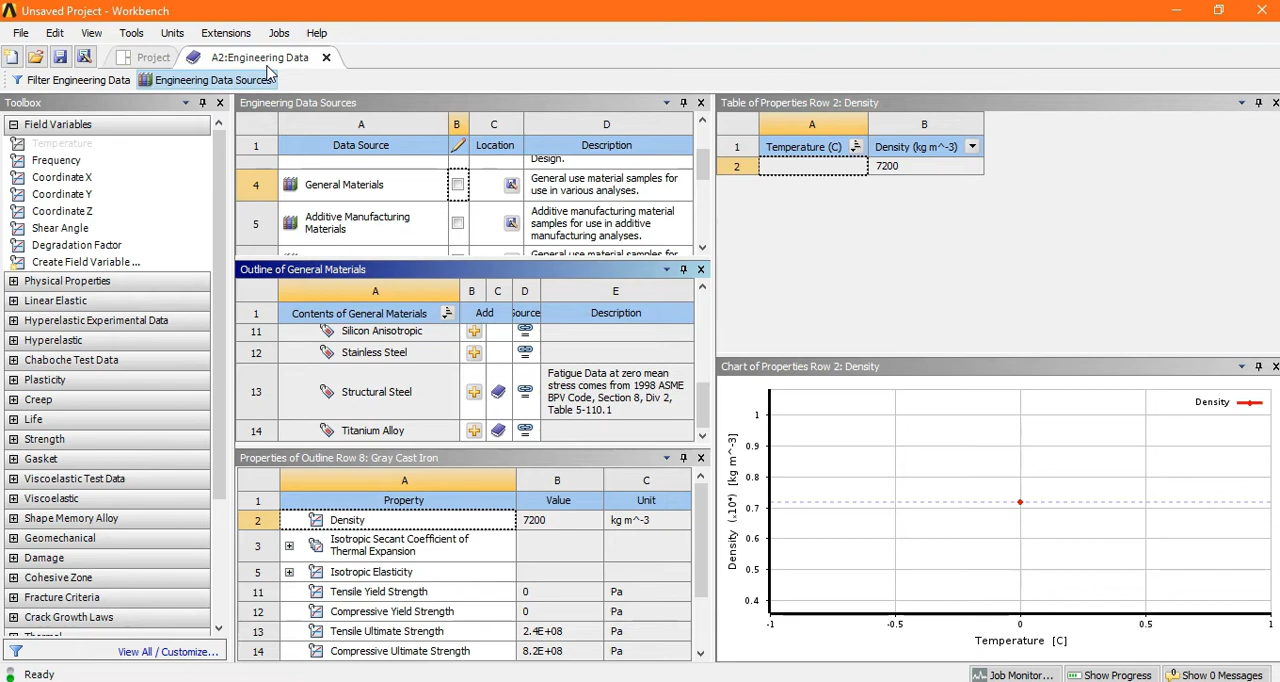 Unsaved Project - Workbench
File Edit View Tools Units Extensions Jobs Help
Project A2:Engineering Data
Filter Engineering Data Engineering Data Sources
Toolbox
Field Variables
Temperature
Frequency
Coordinate X
Coordinate Y
Coordinate Z
Shear Angle
Degradation Factor
Create Field Variable ...
Physical Properties
Linear Elastic
Hyperelastic Experimental Data
Hyperelastic
Chaboche Test Data
Plasticity
Creep
Life
Strength
Gasket
Viscoelastic Test Data
Viscoelastic
Shape Memory Alloy
Geomechanical
Damage
Cohesive Zone
Fracture Criteria
Crack Growth Laws
Thermal
View All / Customize...
Engineering Data Sources
A B C D
1 Data Source Location Description
Design.
4 General Materials General use material samples for
use in various analyses.
5 Additive Manufacturing
Materials
Additive manufacturing material
samples for use in additive
manufacturing analyses.
General use material samples for
Outline of General Materials
A B C D E
1 Contents of General Materials Add Source Description
11 Silicon Anisotropic
12 Stainless Steel
13 Structural Steel
Fatigue Data at zero mean
stress comes from 1998 ASME
BPV Code, Section 8, Div 2,
Table 5-110.1
14 Titanium Alloy
Properties of Outline Row 8: Gray Cast Iron
A B C
1 Property Value Unit
2 Density 7200 kg m^-3
3 Isotropic Secant Coefficient of
Thermal Expansion
5 Isotropic Elasticity
11 Tensile Yield Strength 0 Pa
12 Compressive Yield Strength 0 Pa
13 Tensile Ultimate Strength 2.4E+08 Pa
14 Compressive Ultimate Strength 8.2E+08 Pa
Table of Properties Row 2: Density
A B
1 Temperature (C) Density (kg m^-3)
2 7200
Chart of Properties Row 2: Density
Density
1
0.9
0.8
0.7
0.6
0.5
0.4
Density (.10⁴) [kg m^-3]
-1 -0.5 0 0.5 1
Temperature [C]
Ready
Job Monitor... Show Progress Show 0 Messages